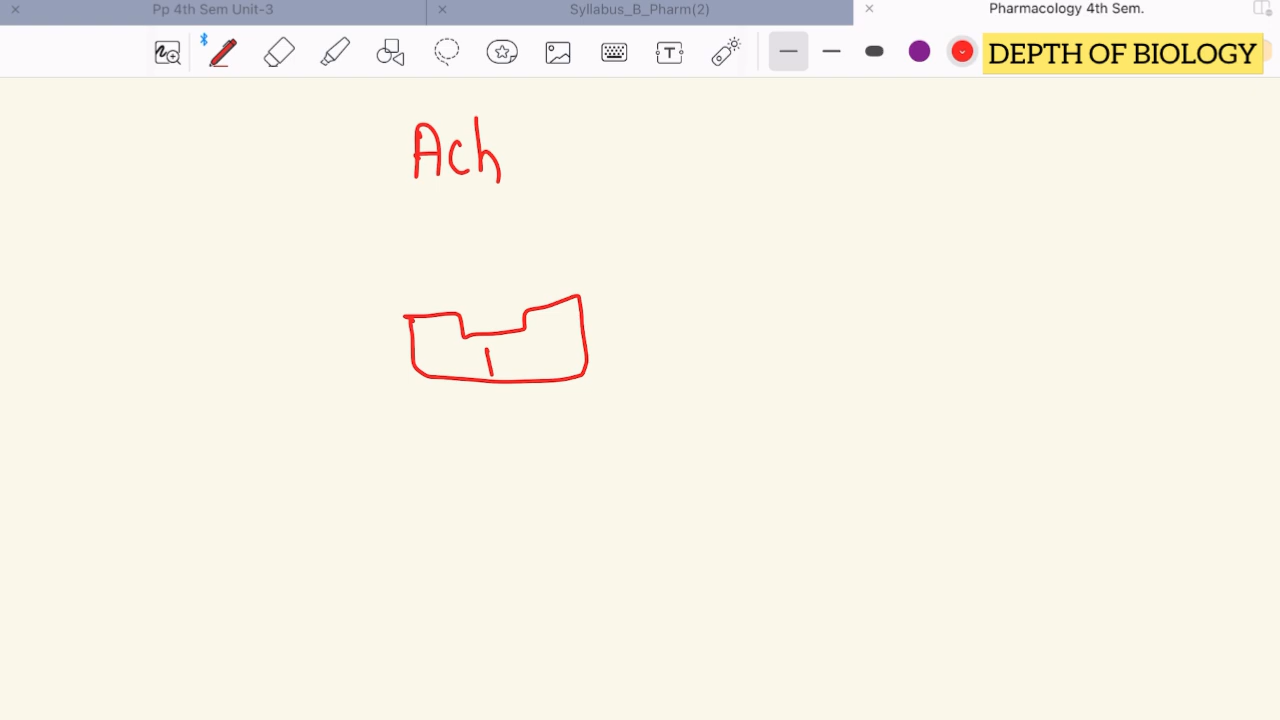 Pp 4th Sem Unit-3
Syllabus_B_Pharm(2)
Pharmacology 4th Sem.
DEPTH OF BIOLOGY
Ach